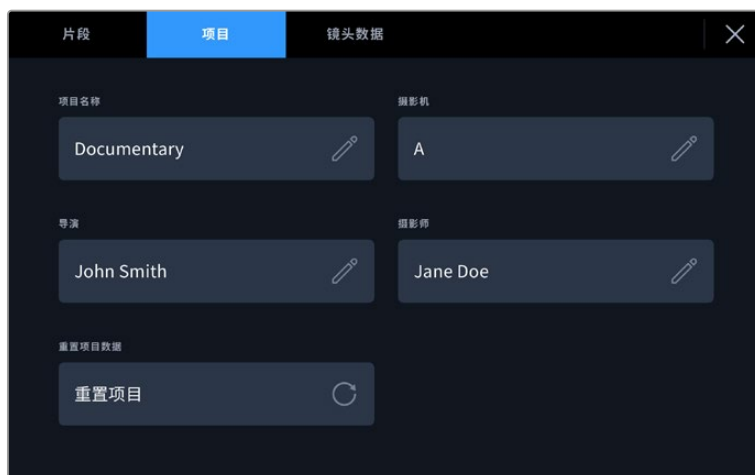 片段 项目 镜头数据
项目名称 摄影机
Documentary A
导演 摄影师
John Smith Jane Doe
重置项目数据
重置项目